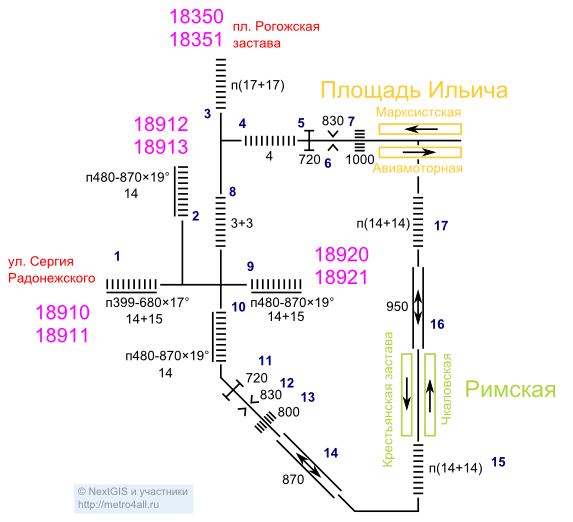 18350
18351
пл. Рогожская
застава
п(17+17)
Площадь Ильича
830
7
Марксистская
3
4
5
18912
18913
4
720
6
1000
Авиамоторная
п480-870×19°
14
2
8
3+3
п(14+14)
17
ул. Сергия
Радонежского
1
9
18920
18921
п399-680×17°
14+15
10
п480-870×19°
14+15
950
16
18910
18911
п480-870×19°
14
11
720
12
830
13
800
Крестьянская застава
Чкаловская
Римская
14
870
п(14+14)
15
© NextGIS и участники
http://metro4all.ru